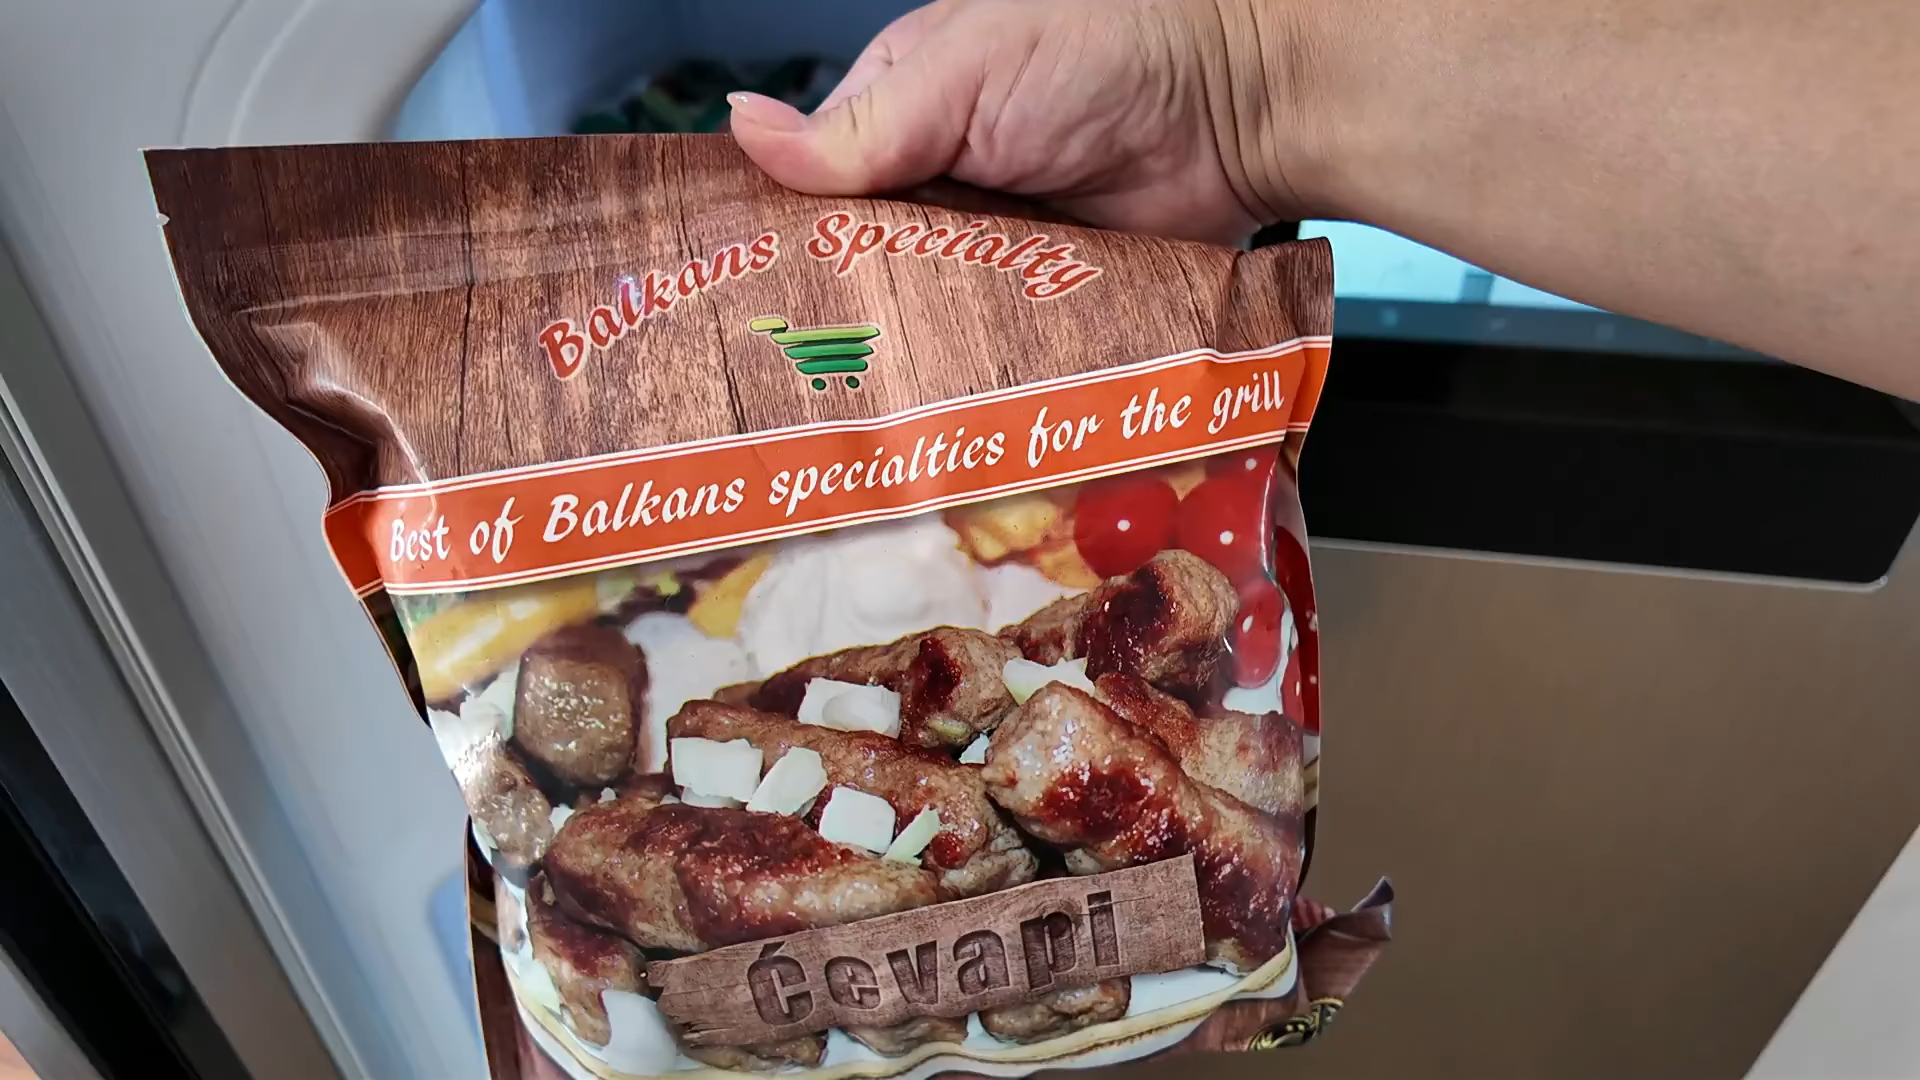 Balkans Specialty
Best of Balkans specialties for the grill
Ćevapi